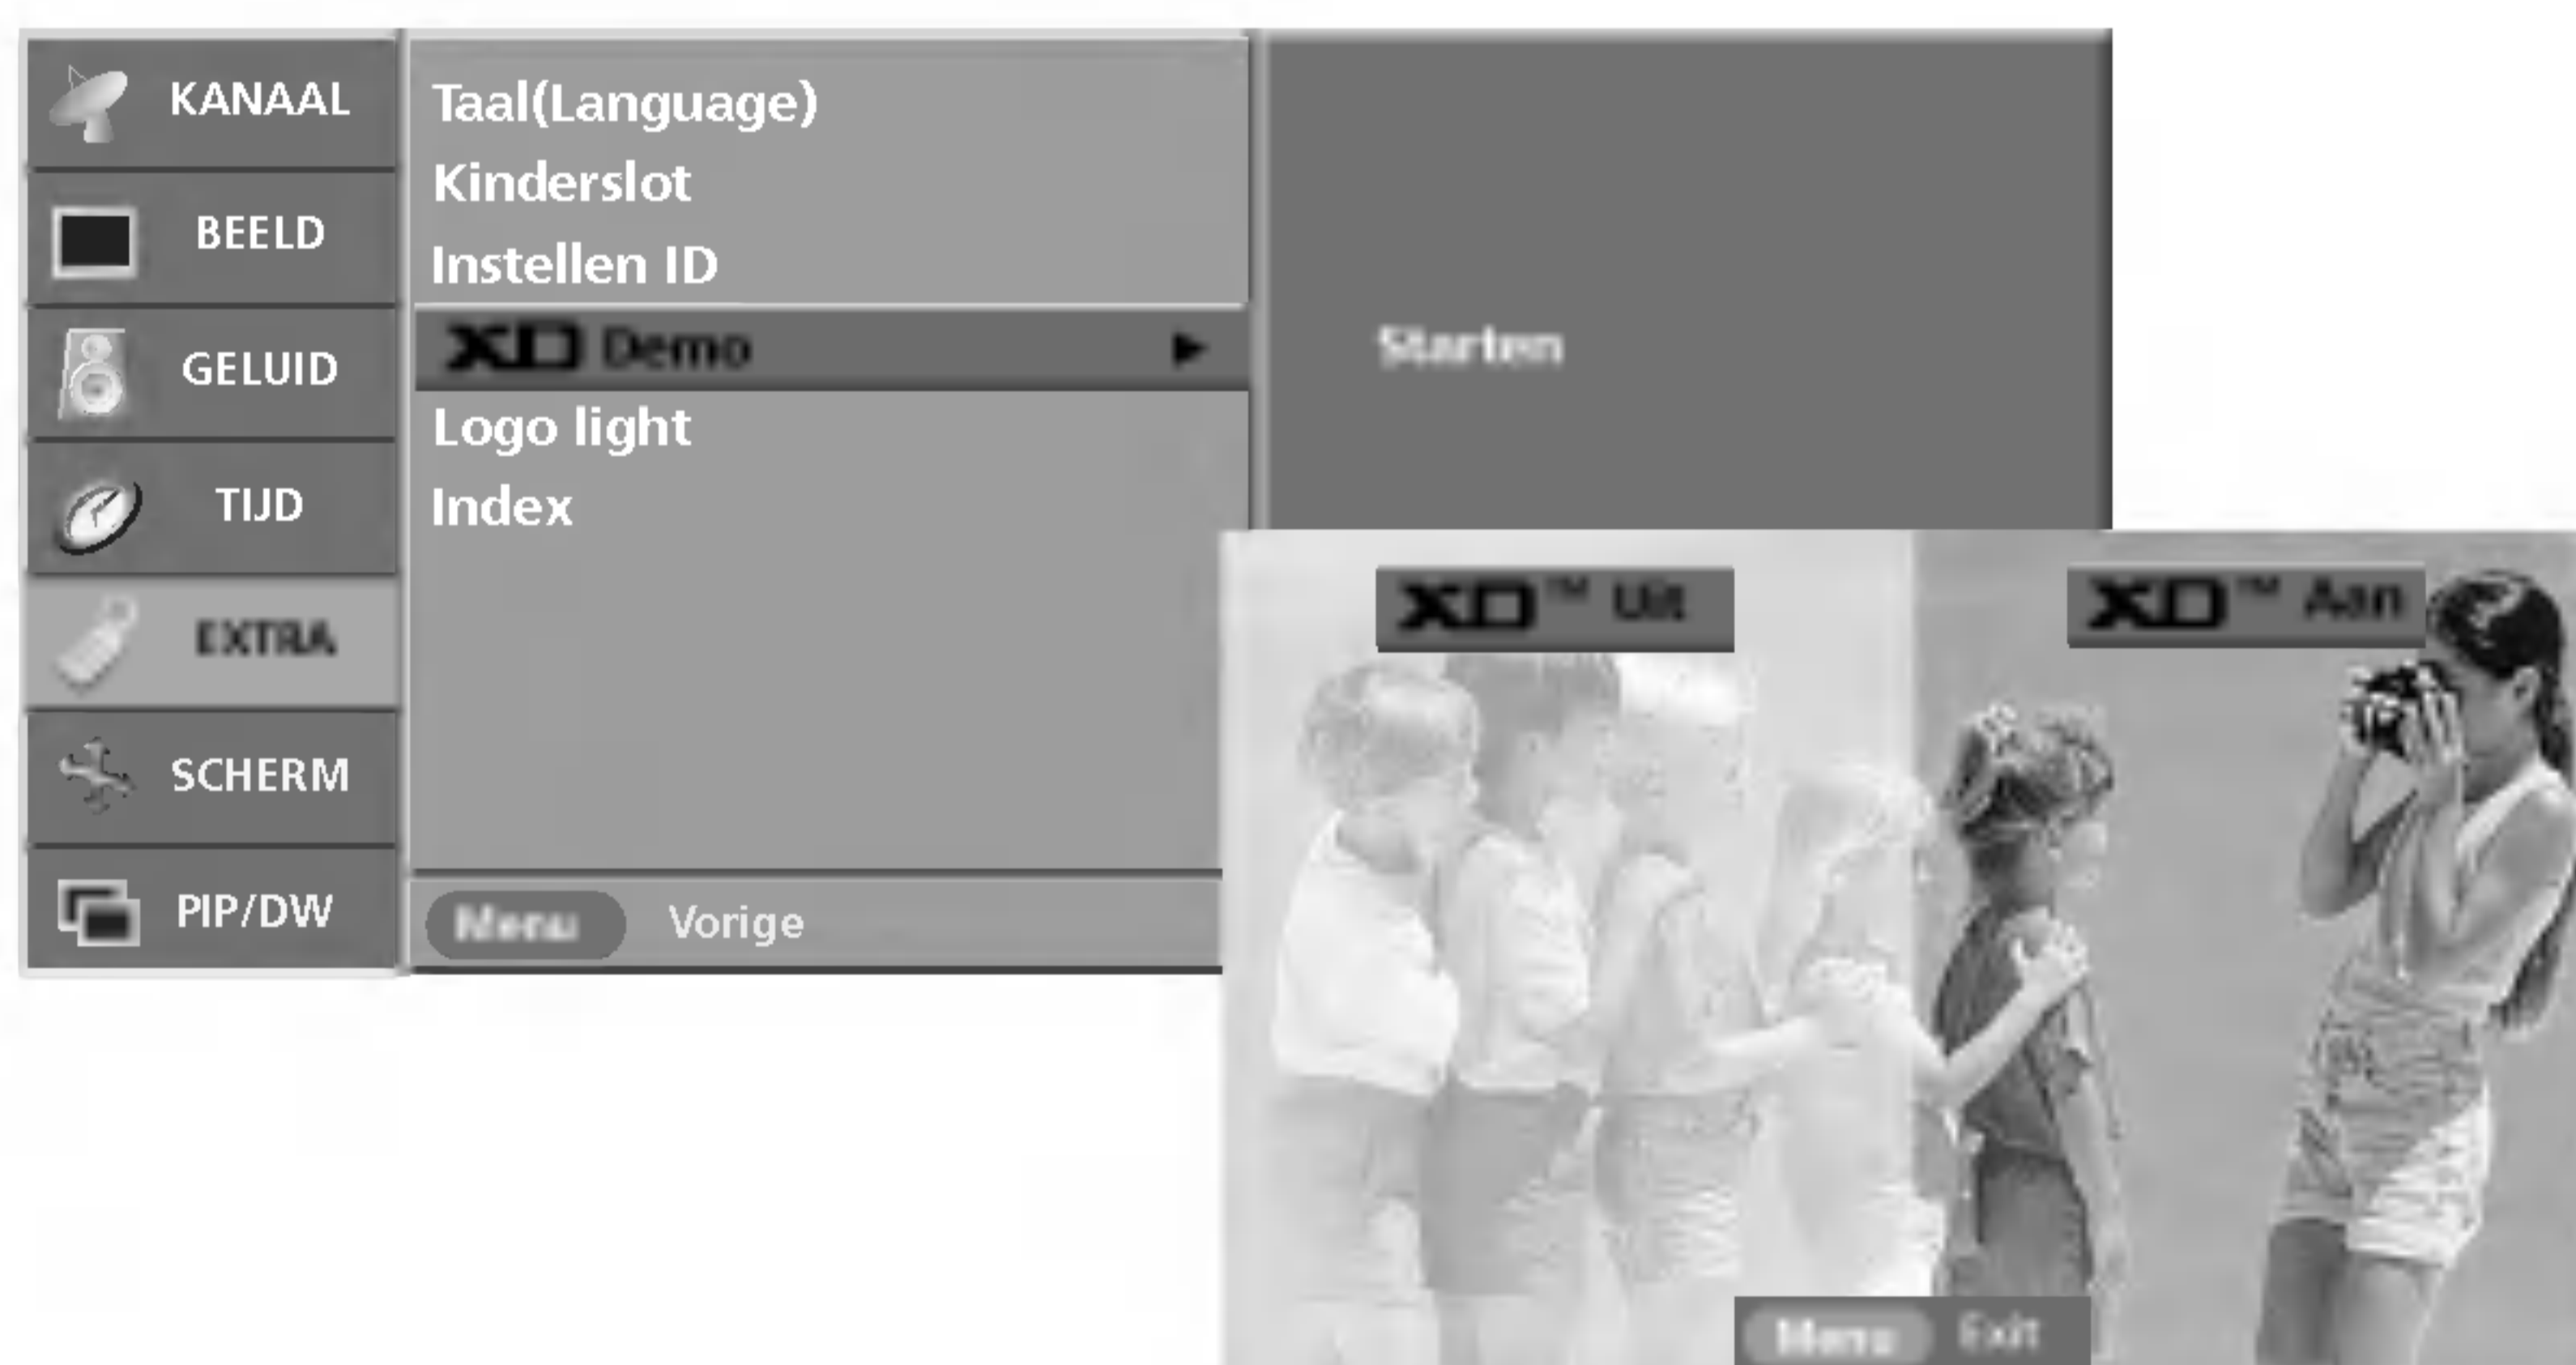 KANAAL
BEELD
GELUID
TIJD
EXTRA
SCHERM
PIP/DW
Taal(Language)
Kinderslot
Instellen ID
XD Demo
Logo light
Index
Menu Vorige
Starten
XD™ Uit
XD™ Aan
Menu Exit